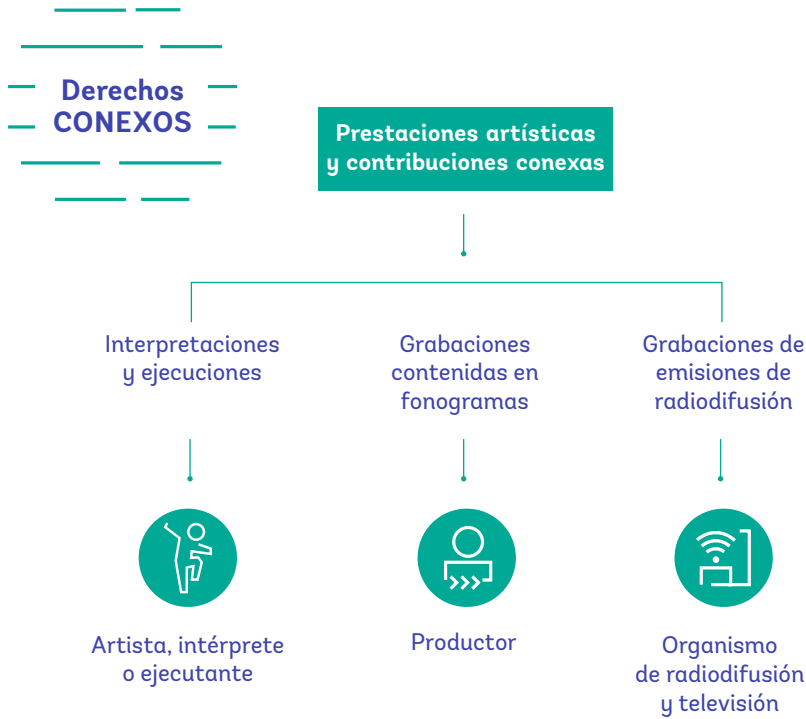 Derechos
CONEXOS
Prestaciones artísticas
y contribuciones conexas
Interpretaciones
y ejecuciones
Grabaciones
contenidas en
fonogramas
Grabaciones de
emisiones de
radiodifusión
Artista, intérprete
o ejecutante
Productor
Organismo
de radiodifusión
y televisión